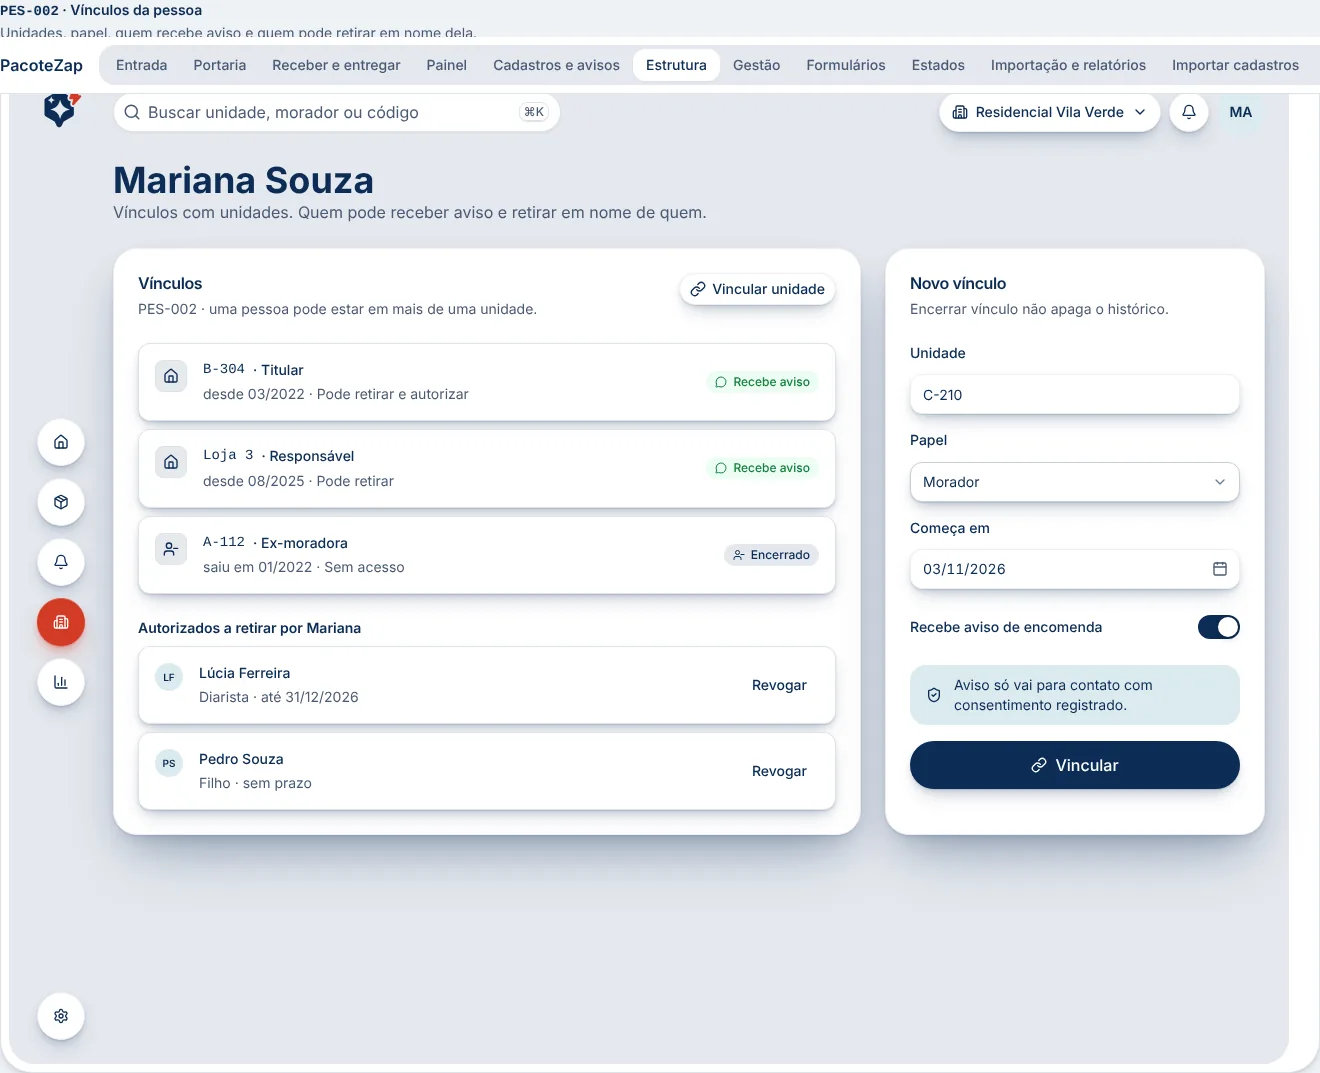 PES-002 · Vínculos da pessoa
Unidades, papel, quem recebe aviso e quem pode retirar em nome dela.
PacoteZap
Entrada
Portaria
Receber e entregar
Painel
Cadastros e avisos
Estrutura
Gestão
Formulários
Estados
Importação e relatórios
Importar cadastros
Buscar unidade, morador ou código
⌘K
Residencial Vila Verde
MA
Mariana Souza
Vínculos com unidades. Quem pode receber aviso e retirar em nome de quem.
Vínculos
PES-002 · uma pessoa pode estar em mais de uma unidade.
Vincular unidade
B-304 · Titular
desde 03/2022 · Pode retirar e autorizar
Recebe aviso
Loja 3 · Responsável
desde 08/2025 · Pode retirar
Recebe aviso
A-112 · Ex-moradora
saiu em 01/2022 · Sem acesso
Encerrado
Autorizados a retirar por Mariana
LF
Lúcia Ferreira
Diarista · até 31/12/2026
Revogar
PS
Pedro Souza
Filho · sem prazo
Revogar
Novo vínculo
Encerrar vínculo não apaga o histórico.
Unidade
C-210
Papel
Morador
Começa em
03/11/2026
Recebe aviso de encomenda
Aviso só vai para contato com
consentimento registrado.
Vincular